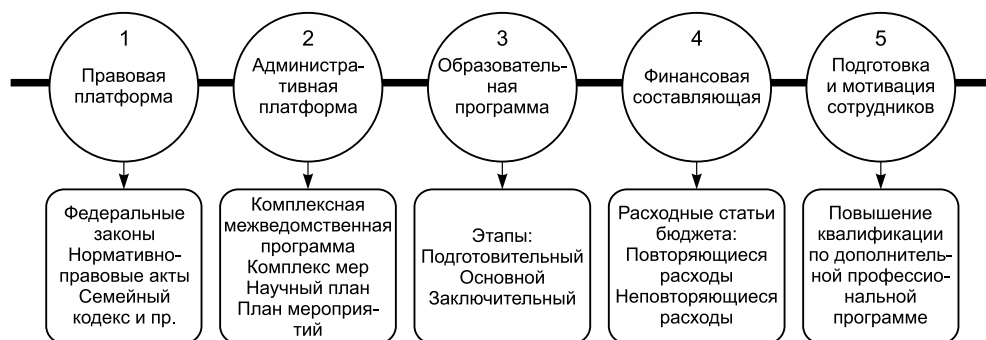 1
Правовая
платформа
2
Административ-
тивная
платформа
3
Образователь-
ная
программа
4
Финансовая
составляющая
5
Подготовка
и мотивация
сотрудников
Федеральные
законы
Нормативно-
правовые акты
Семейный
кодекс и пр.
Комплексная
межведомственная
программа
Комплекс мер
Научный план
План мероприя-
тий
Этапы:
Подготовительный
Основной
Заключительный
Расходные статьи
бюджета:
Повторяющиеся
расходы
Неповторяющиеся
расходы
Повышение
квалификации
по дополнитель-
ной профессио-
нальной
программе